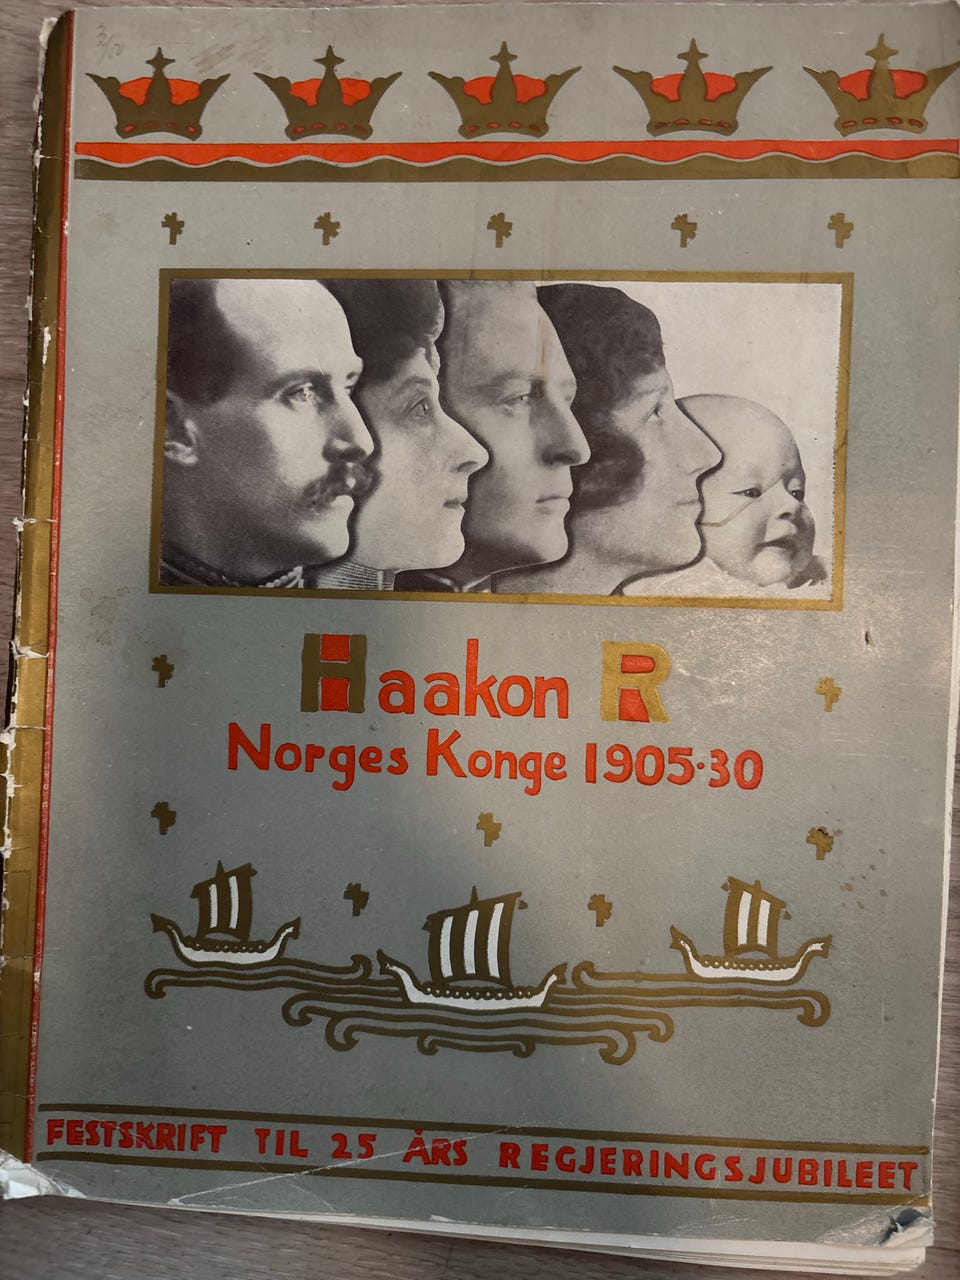 Haakon R
Norges Konge 1905·30
FESTSKRIFT TIL 25 ÅRS REGJERINGSJUBILEET